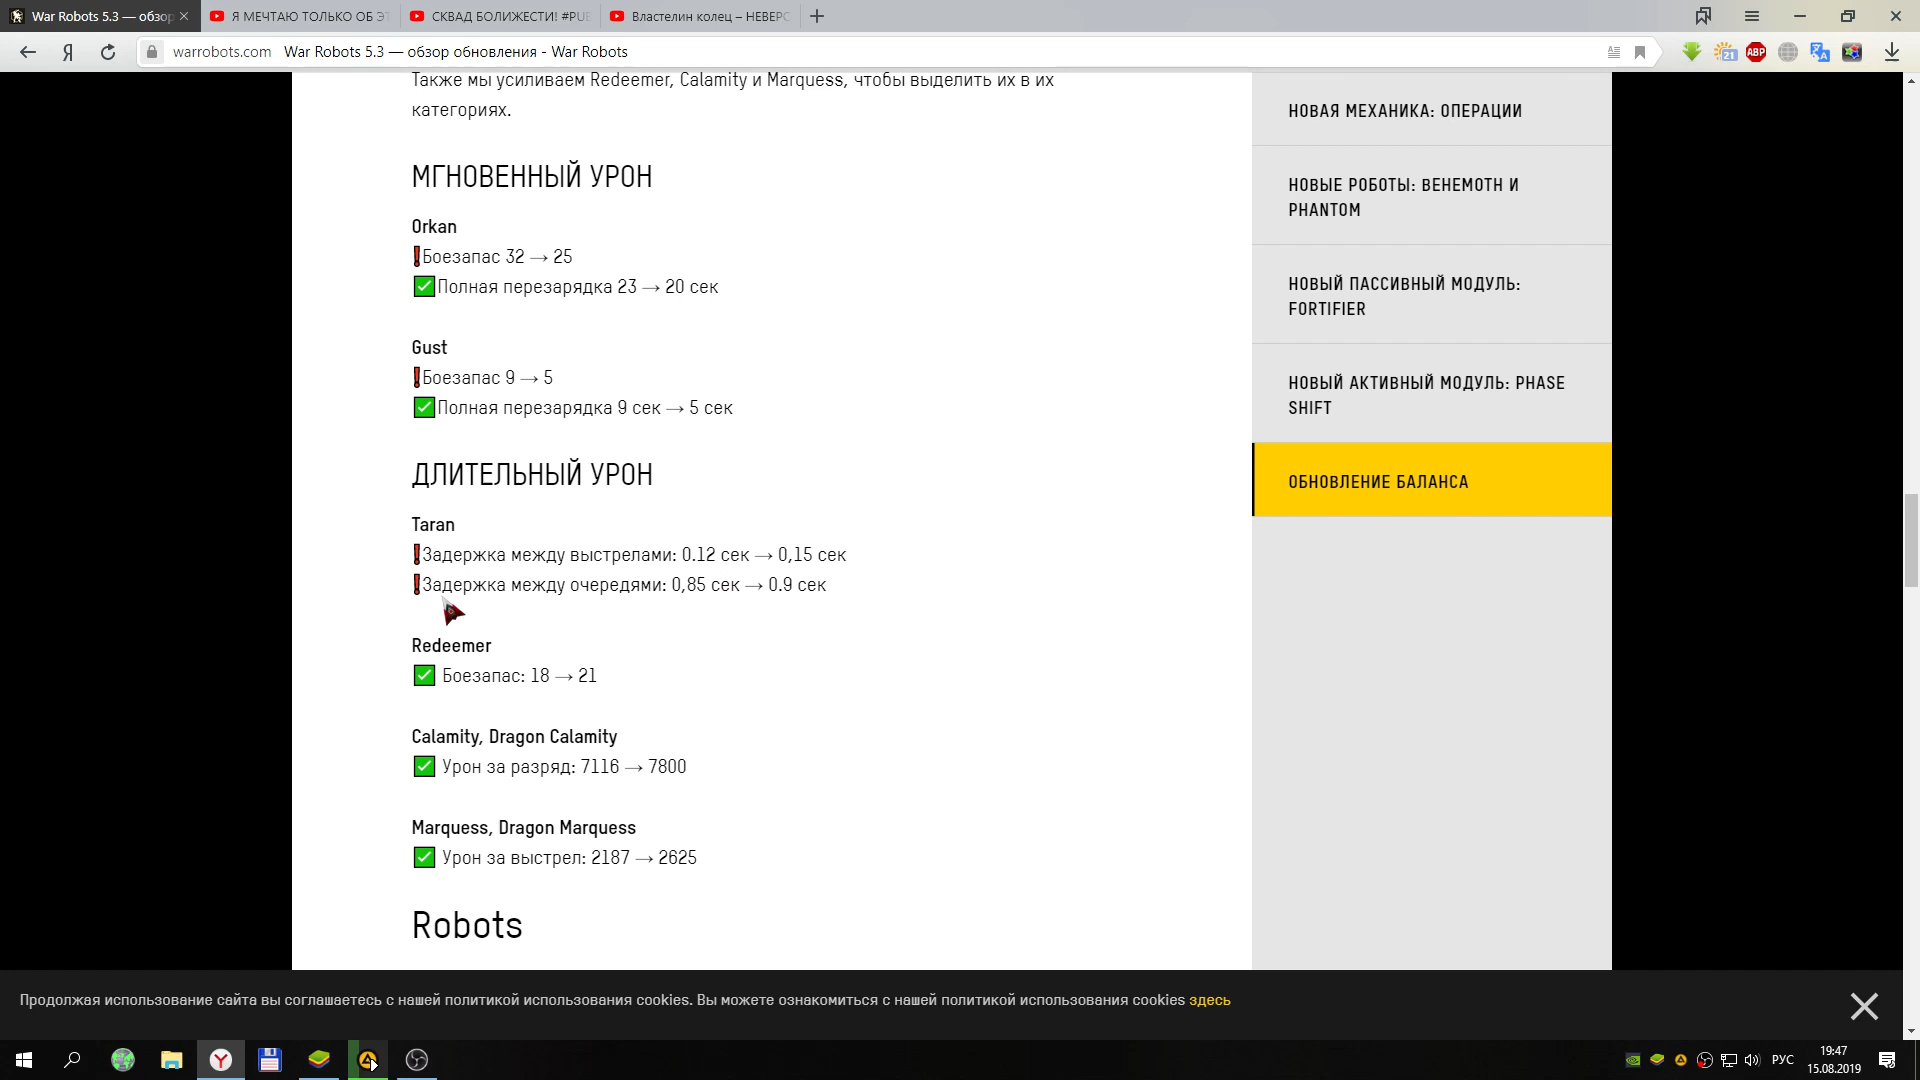 War Robots 5.3 — обзор
Я МЕЧТАЮ ТОЛЬКО ОБ ЭТ
СКВАД БОЛИЖЕСТИ! #PUB
Властелин колец – НЕВЕРС
warrobots.com War Robots 5.3 — обзор обновления - War Robots
21
ABP
Также мы усиливаем Redeemer, Calamity и Marquess, чтобы выделить их в их
категориях.
МГНОВЕННЫЙ УРОН
Orkan
❗Боезапас 32 → 25
✅Полная перезарядка 23 → 20 сек
Gust
❗Боезапас 9 → 5
✅Полная перезарядка 9 сек → 5 сек
ДЛИТЕЛЬНЫЙ УРОН
Taran
❗Задержка между выстрелами: 0.12 сек → 0,15 сек
❗Задержка между очередями: 0,85 сек → 0.9 сек
Redeemer
✅ Боезапас: 18 → 21
Calamity, Dragon Calamity
✅ Урон за разряд: 7116 → 7800
Marquess, Dragon Marquess
✅ Урон за выстрел: 2187 → 2625
Robots
НОВАЯ МЕХАНИКА: ОПЕРАЦИИ
НОВЫЕ РОБОТЫ: BEHEMOTH И
PHANTOM
НОВЫЙ ПАССИВНЫЙ МОДУЛЬ:
FORTIFIER
НОВЫЙ АКТИВНЫЙ МОДУЛЬ: PHASE
SHIFT
ОБНОВЛЕНИЕ БАЛАНСА
Продолжая использование сайта вы соглашаетесь с нашей политикой использования cookies. Вы можете ознакомиться с нашей политикой использования cookies здесь
РУС
19:47
15.08.2019